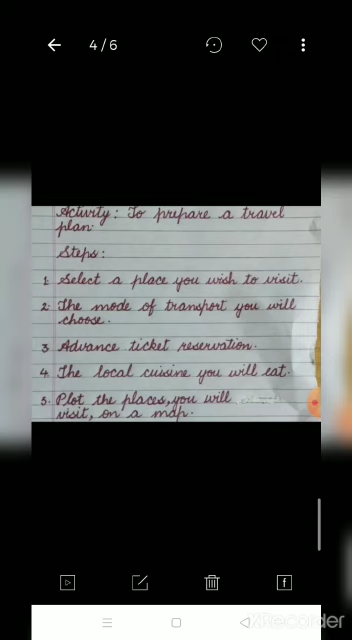 4/6
Activity: To prepare a travel
plan.
Steps:
1. Select a place you wish to visit.
2. The mode of transport you will
choose.
3. Advance ticket reservation.
4. The local cuisine you will eat.
5. Plot the places, you will
visit, on a map.
f
XRecorder